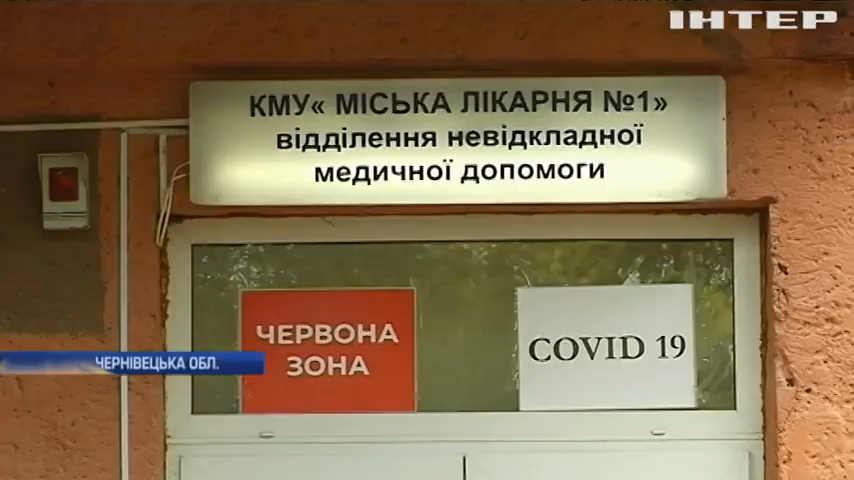 ІНТЕР
КМУ« МІСЬКА ЛІКАРНЯ №1»
відділення невідкладної
медичної допомоги
ЧЕРВОНА
ЗОНА
COVID 19
ЧЕРНІВЕЦЬКА ОБЛ.